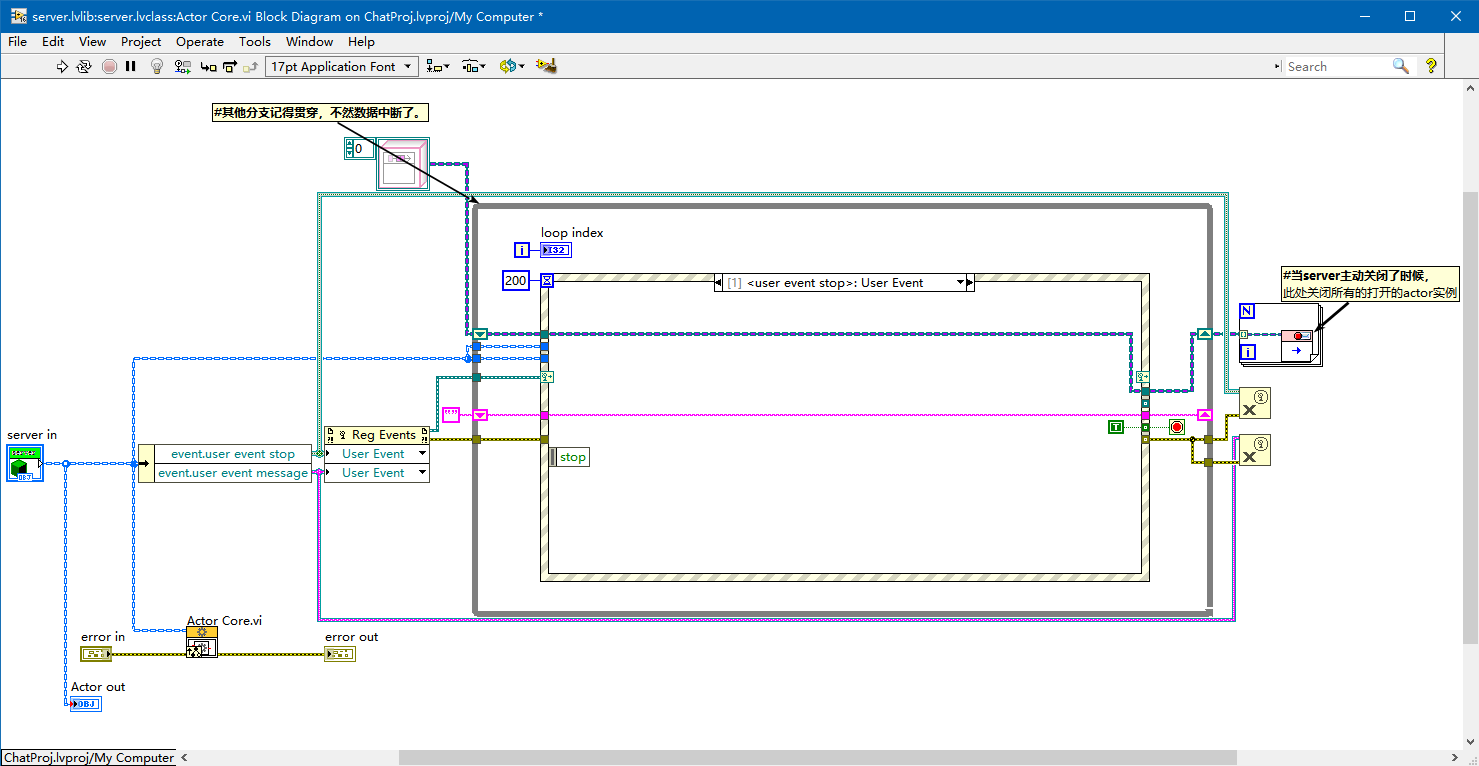 server.lvlib:server.lvclass:Actor Core.vi Block Diagram on ChatProj.lvproj/My Computer *
File Edit View Project Operate Tools Window Help
17pt Application Font
Search
#其他分支记得贯穿，不然数据中断了。
0
loop index
i
I32
200
[1] <user event stop>: User Event
#当server主动关闭了时候，
此处关闭所有的打开的actor实例
N
i
server in
OBJ
Reg Events
event.user event stop
User Event
event.user event message
User Event
stop
T
Actor Core.vi
error in
error out
Actor out
OBJ
ChatProj.lvproj/My Computer